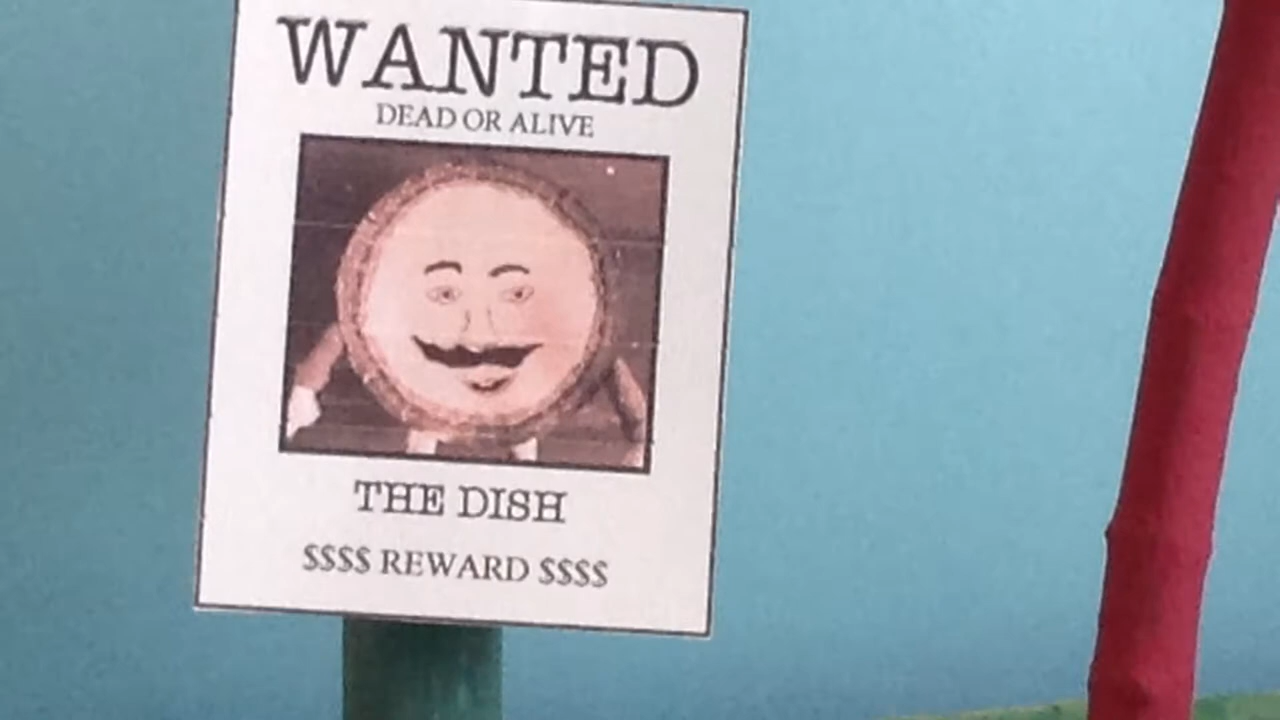 WANTED
DEAD OR ALIVE
THE DISH
$$$$ REWARD $$$$